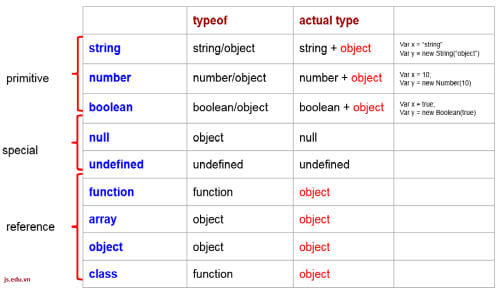 typeof actual type
string string/object string + object Var x = "string"
Var y = new String("object")
primitive number number/object number + object Var x = 10;
Var y = new Number(10)
boolean boolean/object boolean + object Var x = true;
Var y = new Boolean(true)
special null object null
undefined undefined undefined
function function object
reference array object object
object object object
class function object
js.edu.vn